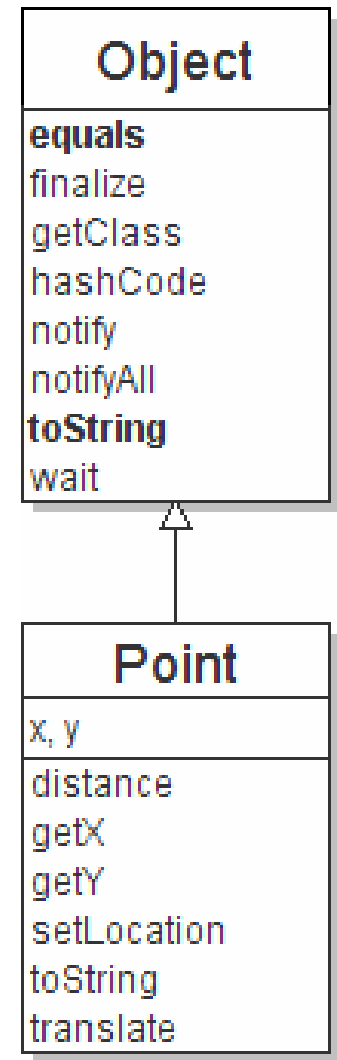 Object
equals
finalize
getClass
hashCode
notify
notifyAll
toString
wait
Point
x, y
distance
getX
getY
setLocation
toString
translate